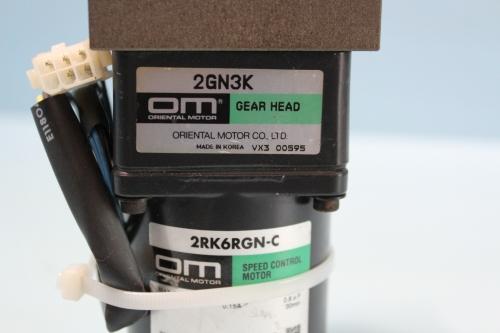 2GN3K
OM®
ORIENTAL MOTOR
GEAR HEAD
ORIENTAL MOTOR CO., LTD.
MADE IN KOREA VX3 00595
E118
2RK6RGN-C
OM
ORIENTAL MOTOR
SPEED CONTROL
MOTOR